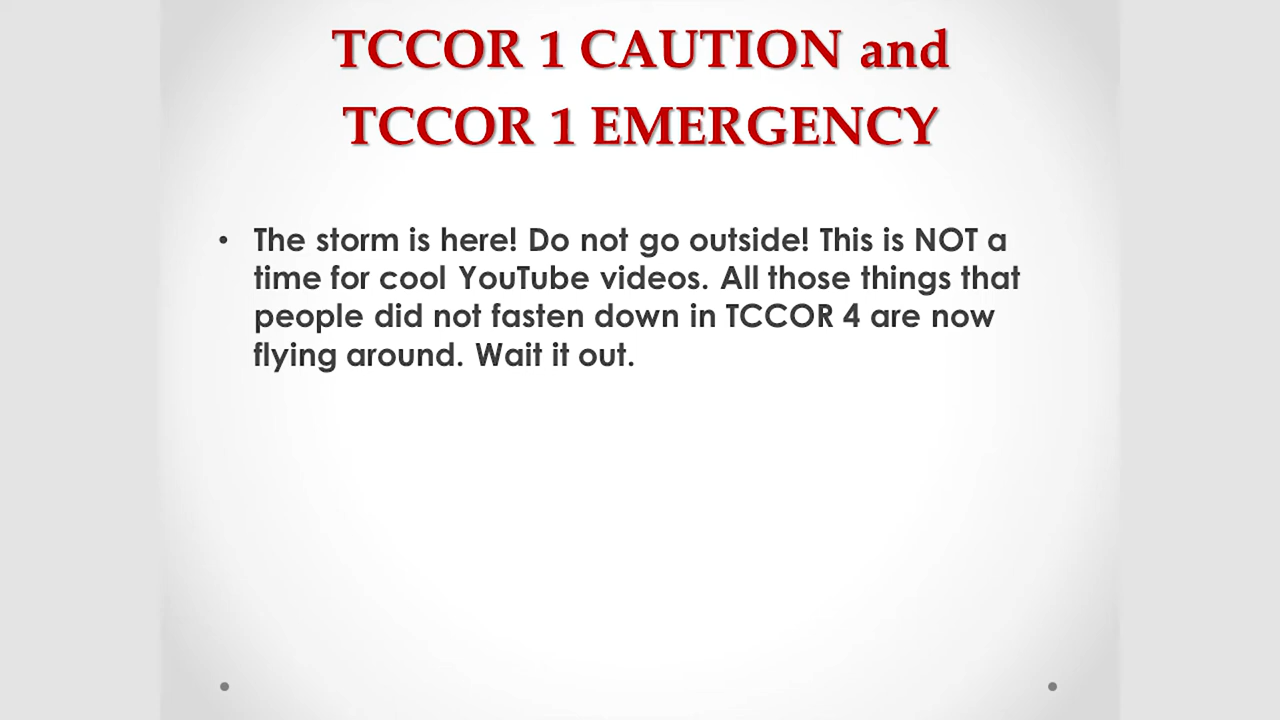 TCCOR 1 CAUTION and
TCCOR 1 EMERGENCY
• The storm is here! Do not go outside! This is NOT a
time for cool YouTube videos. All those things that
people did not fasten down in TCCOR 4 are now
flying around. Wait it out.